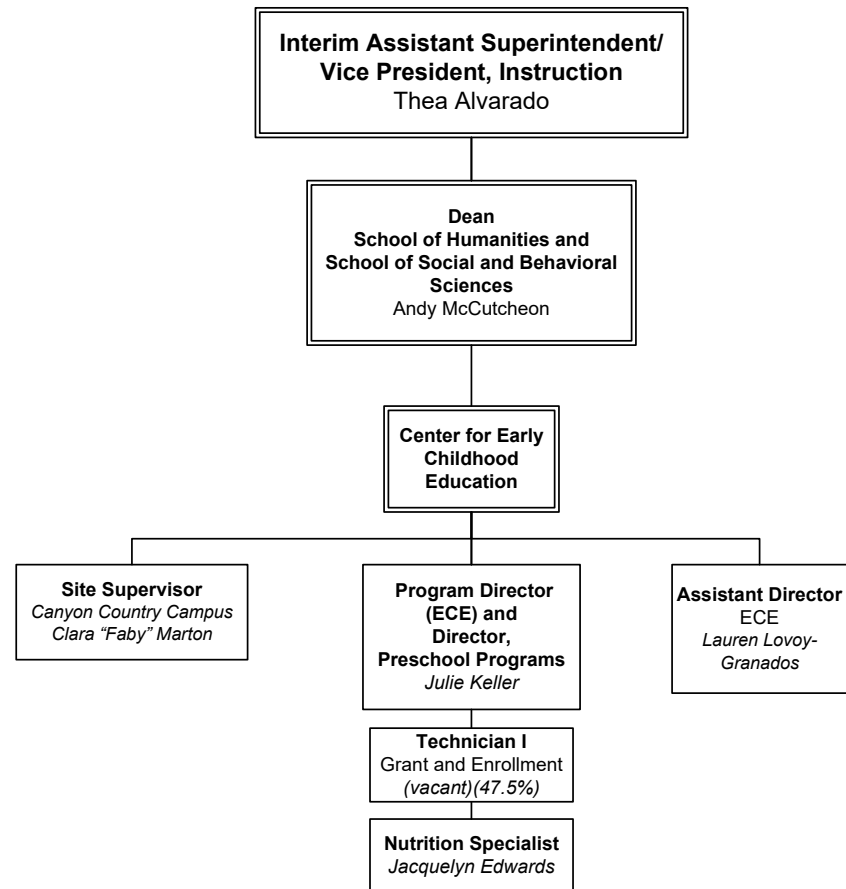 Interim Assistant Superintendent/
Vice President, Instruction
Thea Alvarado
Dean
School of Humanities and
School of Social and Behavioral
Sciences
Andy McCutcheon
Center for Early
Childhood
Education
Site Supervisor
Canyon Country Campus
Clara “Faby” Marton
Program Director
(ECE) and
Director,
Preschool Programs
Julie Keller
Assistant Director
ECE
Lauren Lovoy-
Granados
Technician I
Grant and Enrollment
(vacant)(47.5%)
Nutrition Specialist
Jacquelyn Edwards